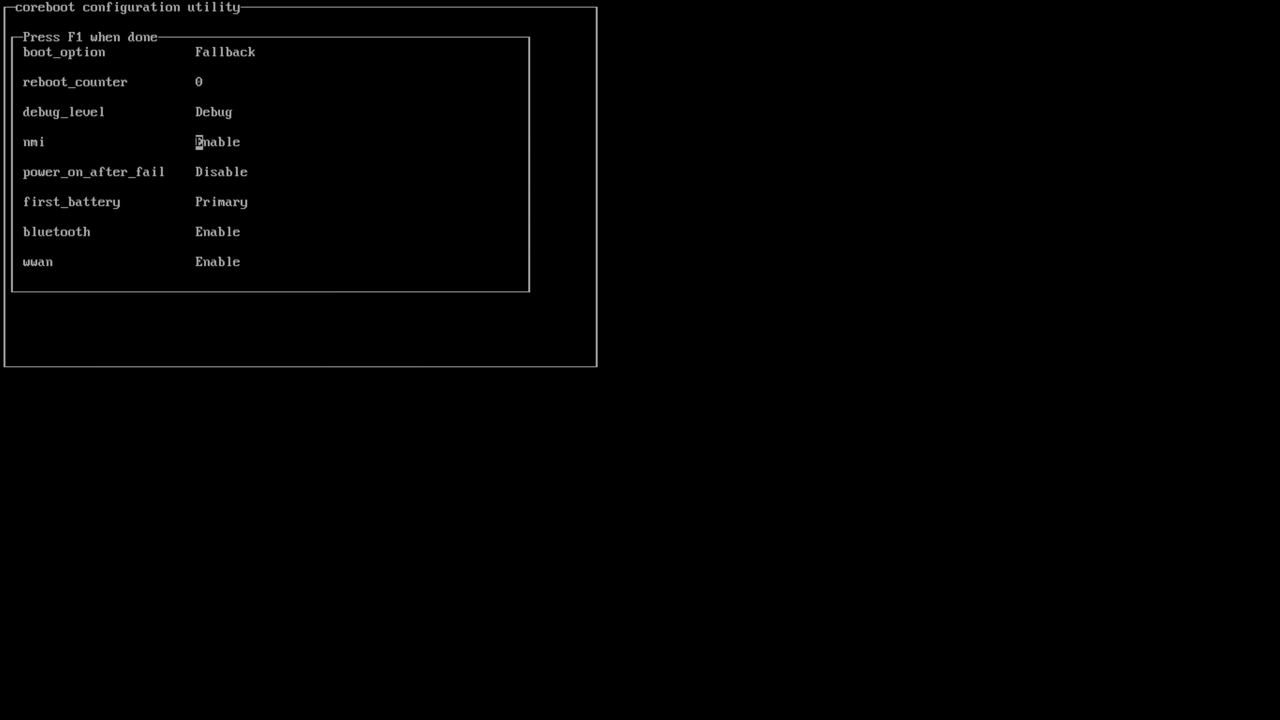 coreboot configuration utility
Press F1 when done
boot_option Fallback
reboot_counter 0
debug_level Debug
nmi Enable
power_on_after_fail Disable
first_battery Primary
bluetooth Enable
wwan Enable